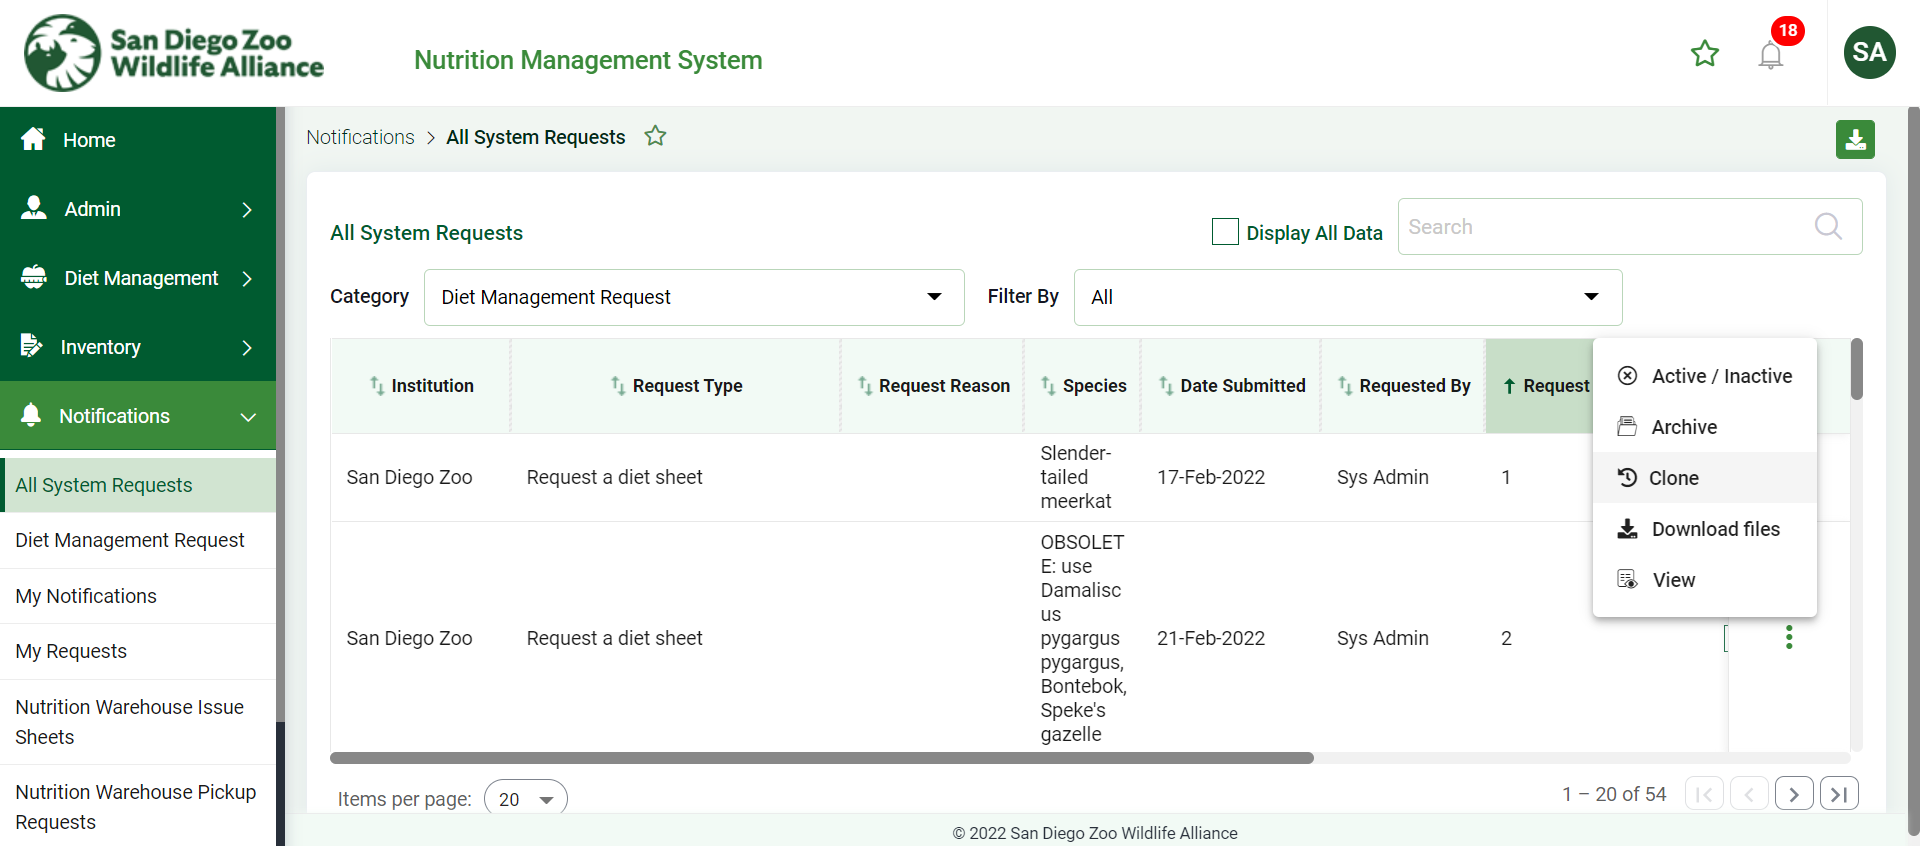 San Diego Zoo
Wildlife Alliance
Nutrition Management System
18
SA
Home
Admin
Diet Management
Inventory
Notifications
All System Requests
Diet Management Request
My Notifications
My Requests
Nutrition Warehouse Issue
Sheets
Nutrition Warehouse Pickup
Requests
Notifications > All System Requests
All System Requests
Display All Data
Search
Category
Diet Management Request
Filter By
All
Institution
Request Type
Request Reason
Species
Date Submitted
Requested By
Request
San Diego Zoo
Request a diet sheet
Slender-
tailed
meerkat
17-Feb-2022
Sys Admin
1
San Diego Zoo
Request a diet sheet
OBSOLET
E: use
Damalisc
us
pygargus
pygargus,
Bontebok,
Speke's
gazelle
21-Feb-2022
Sys Admin
2
Active / Inactive
Archive
Clone
Download files
View
Items per page: 20
1 – 20 of 54
© 2022 San Diego Zoo Wildlife Alliance